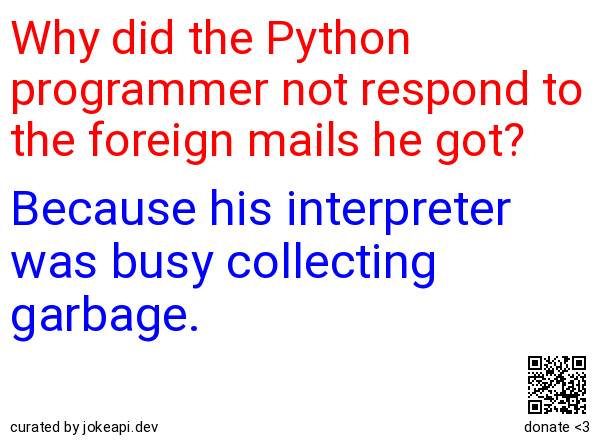 Why did the Python
programmer not respond to
the foreign mails he got?
Because his interpreter
was busy collecting
garbage.
curated by jokeapi.dev
donate <3